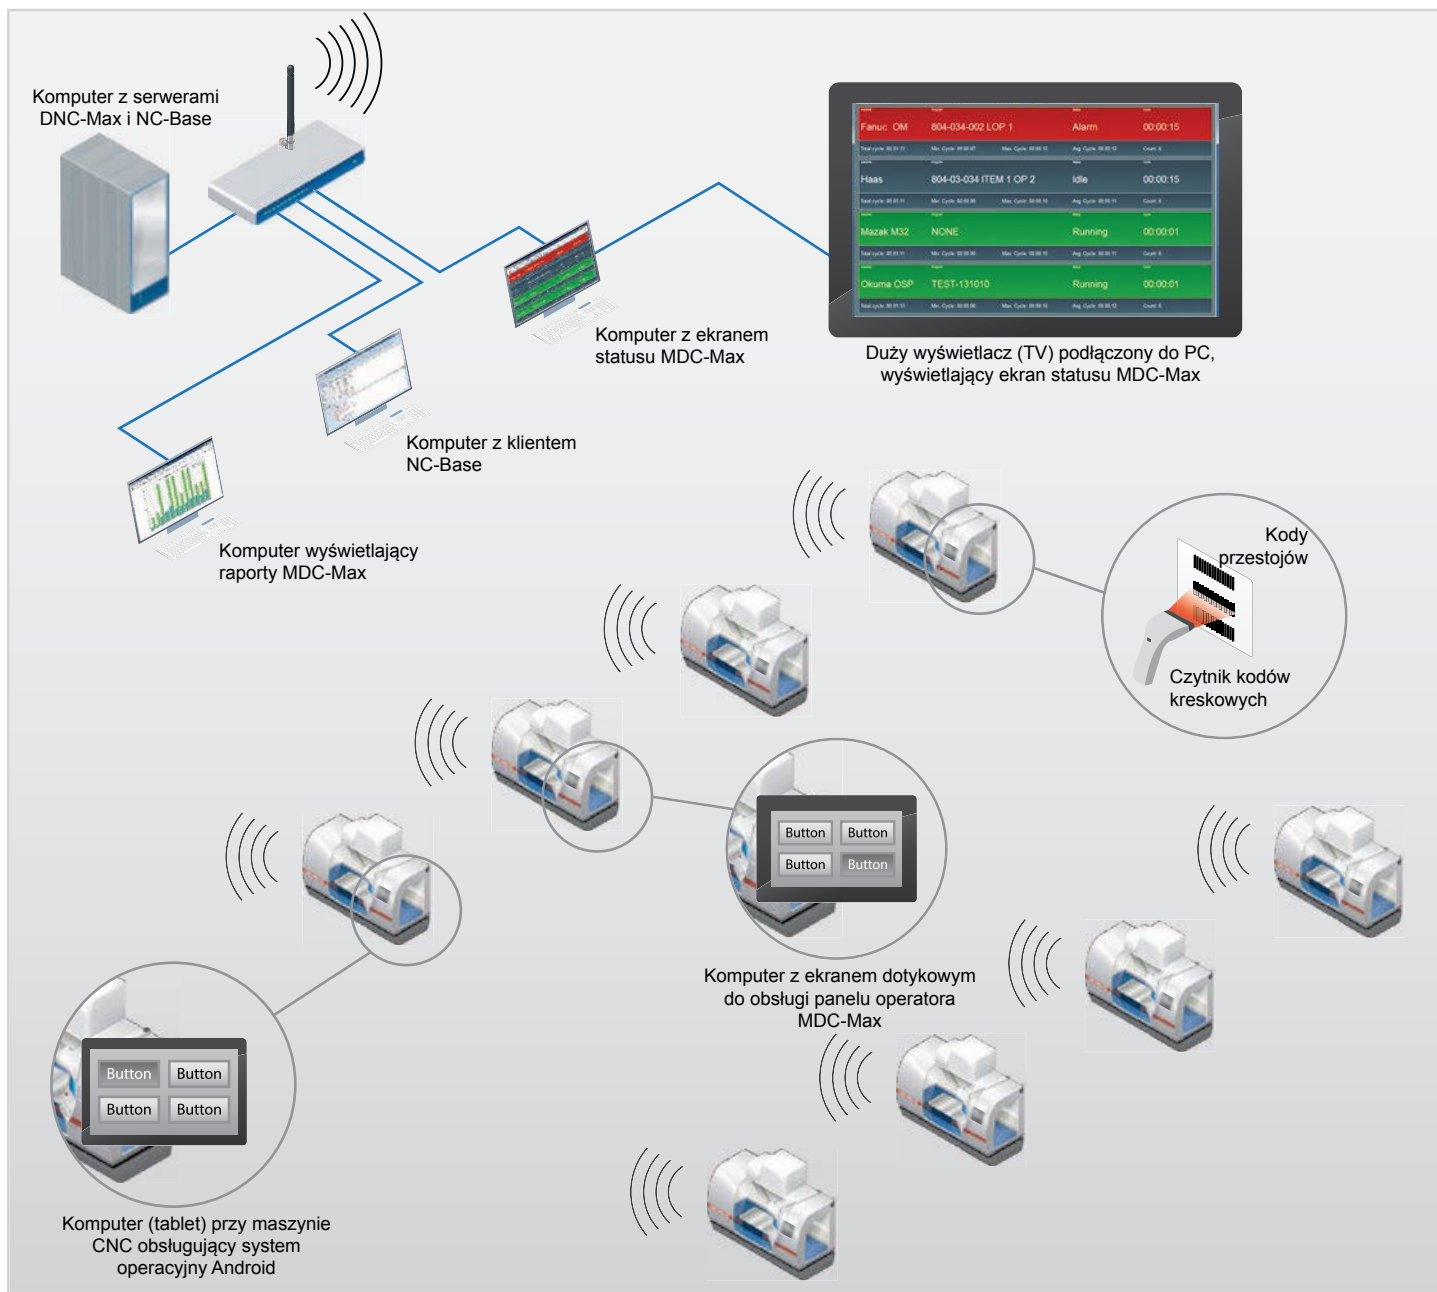 Komputer z serwerami
DNC-Max i NC-Base
Fanuc OM 804-034-002 LOP 1 Alarm 00:00:15
Haas 804-03-034 ITEM 1 OP 2 Idle 00:00:15
Mazak M32 NONE Running 00:00:01
Okuma OSP TEST-131010 Running 00:00:01
Komputer z ekranem
statusu MDC-Max
Duży wyświetlacz (TV) podłączony do PC,
wyświetlający ekran statusu MDC-Max
Komputer z klientem
NC-Base
Komputer wyświetlający
raporty MDC-Max
Kody
przestojów
Czytnik kodów
kreskowych
Button Button
Button Button
Komputer z ekranem dotykowym
do obsługi panelu operatora
MDC-Max
Button Button
Button Button
Komputer (tablet) przy maszynie
CNC obsługujący system
operacyjny Android